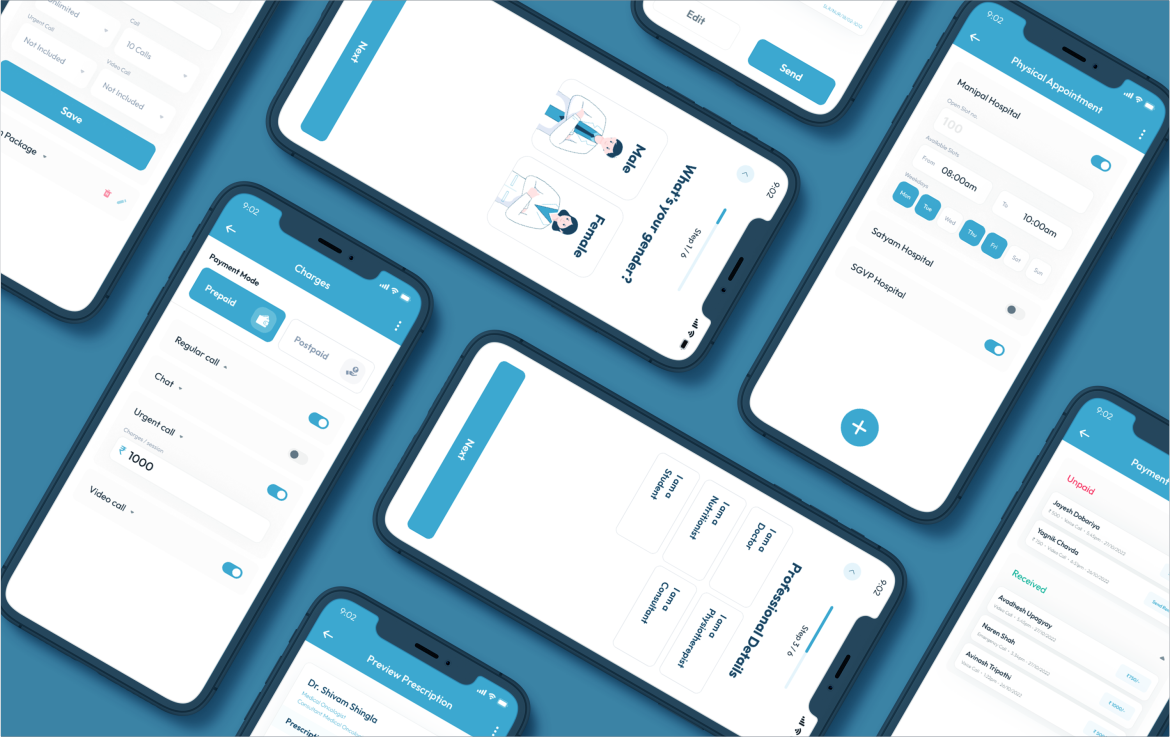 Unlimited
Call
Urgent Call
10 Calls
Not Included
Video Call
Not Included
Save
Package
9:02
Charges
Payment Mode
Prepaid
Postpaid
Regular call
Chat
Urgent call
Charges / session
₹ 1000
Video call
9:02
Step 1 / 6
What's your gender?
Male
Female
Next
Edit
Send
9:02
Physical Appointment
Manipal Hospital
Open Slot no.
100
Available Slots
From
08:00am
To
10:00am
Weekdays
Mon
Tue
Wed
Thu
Fri
Sat
Sun
Satyam Hospital
SGVP Hospital
9:02
Step 3 / 6
Professional Details
I am a
Doctor
I am a
Physiotherepist
I am a
Nutritionist
I am a
Consultant
I am a
Student
Next
9:02
Preview Prescription
Dr. Shivam Shingla
Medical Oncologist
Consultant Medical
9:02
Payment
Unpaid
Jayesh Dobariya
Yagnik Chavda
Received
Avadhesh Upagyay
Naren Shah
Avinash Tripathi